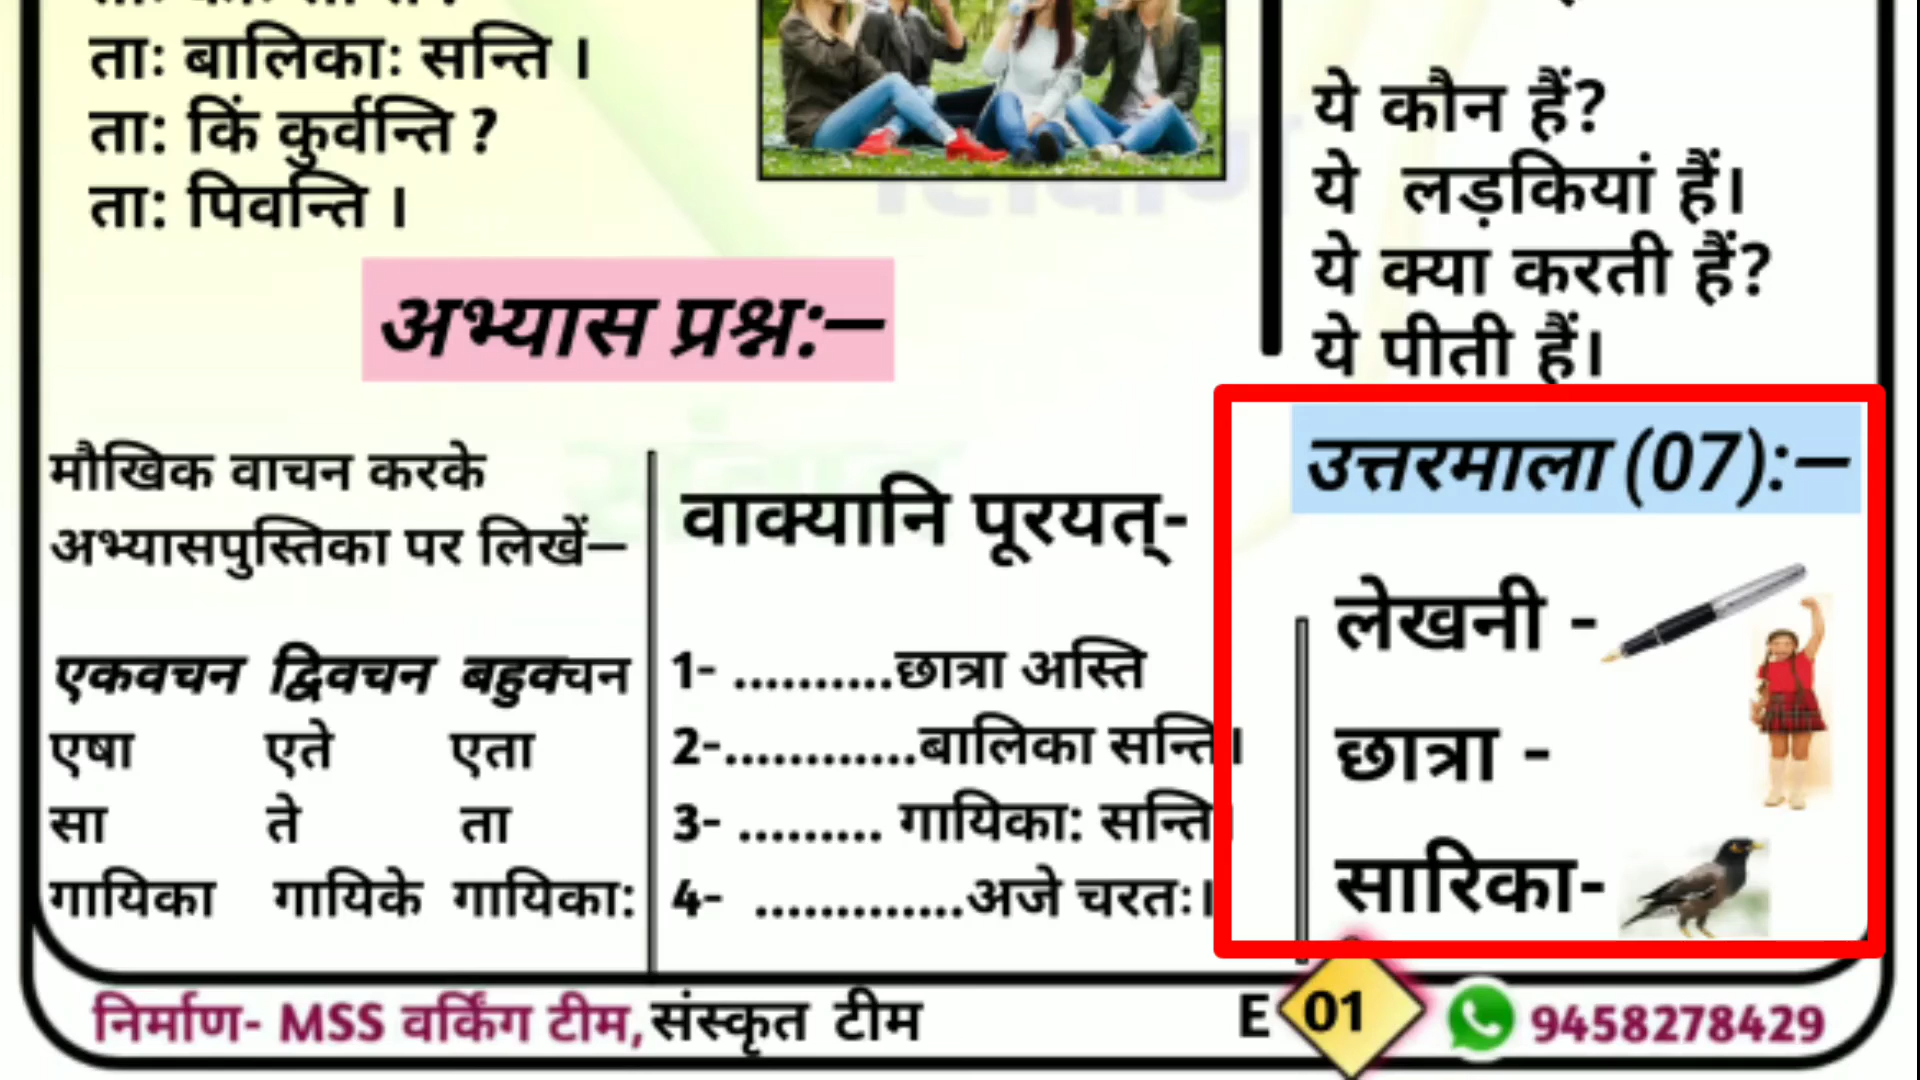 ताः बालिकाः सन्ति ।
ता: किं कुर्वन्ति ?
ता: पिवन्ति ।
ये कौन हैं?
ये लड़कियां हैं।
ये क्या करती हैं?
ये पीती हैं।
अभ्यास प्रश्न:–
मौखिक वाचन करके
अभ्यासपुस्तिका पर लिखें–
एकवचन द्विवचन बहुवचन
एषा एते एता
सा ते ता
गायिका गायिके गायिका:
वाक्यानि पूरयत्-
1- ..........छात्रा अस्ति
2-............बालिका सन्ति।
3- ......... गायिका: सन्ति।
4- .............अजे चरतः।
उत्तरमाला (07):–
लेखनी -
छात्रा -
सारिका-
निर्माण- MSS वर्किंग टीम, संस्कृत टीम
E 01 9458278429